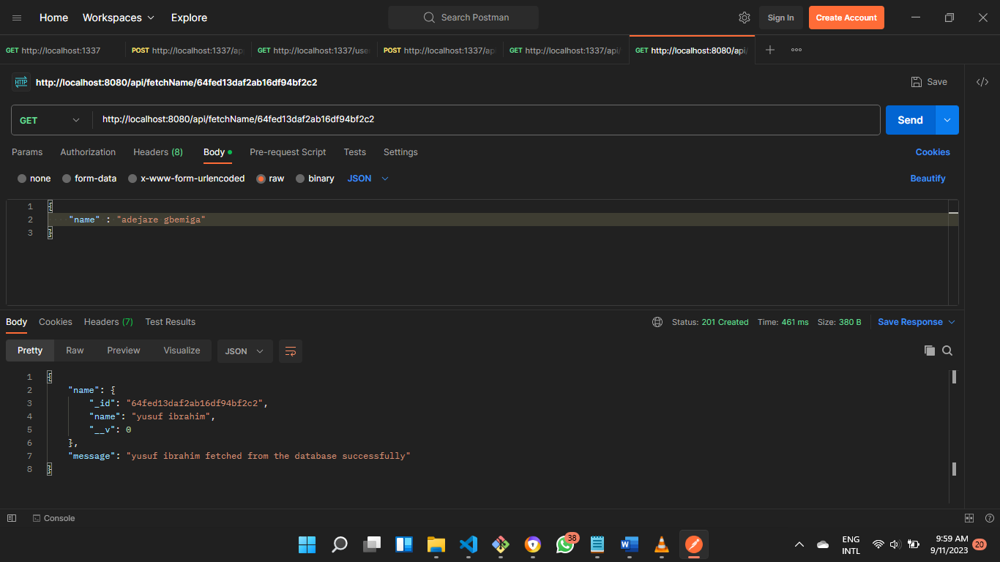 Home Workspaces Explore Search Postman Sign In Create Account
GET http://localhost:1337 POST http://localhost:1337/ap GET http://localhost:1337/use POST http://localhost:1337/ap GET http://localhost:1337/api/ GET http://localhost:8080/api/
HTTP http://localhost:8080/api/fetchName/64fed13daf2ab16df94bf2c2 Save
GET http://localhost:8080/api/fetchName/64fed13daf2ab16df94bf2c2 Send
Params Authorization Headers (8) Body Pre-request Script Tests Settings Cookies
none form-data x-www-form-urlencoded raw binary JSON Beautify
1 {
2 "name" : "adejare gbemiga"
3 }
Body Cookies Headers (7) Test Results Status: 201 Created Time: 461 ms Size: 380 B Save Response
Pretty Raw Preview Visualize JSON
1 {
2 "name": {
3 "_id": "64fed13daf2ab16df94bf2c2",
4 "name": "yusuf ibrahim",
5 "__v": 0
6 },
7 "message": "yusuf ibrahim fetched from the database successfully"
8 }
Console
38
ENG
INTL
9:59 AM
9/11/2023
20